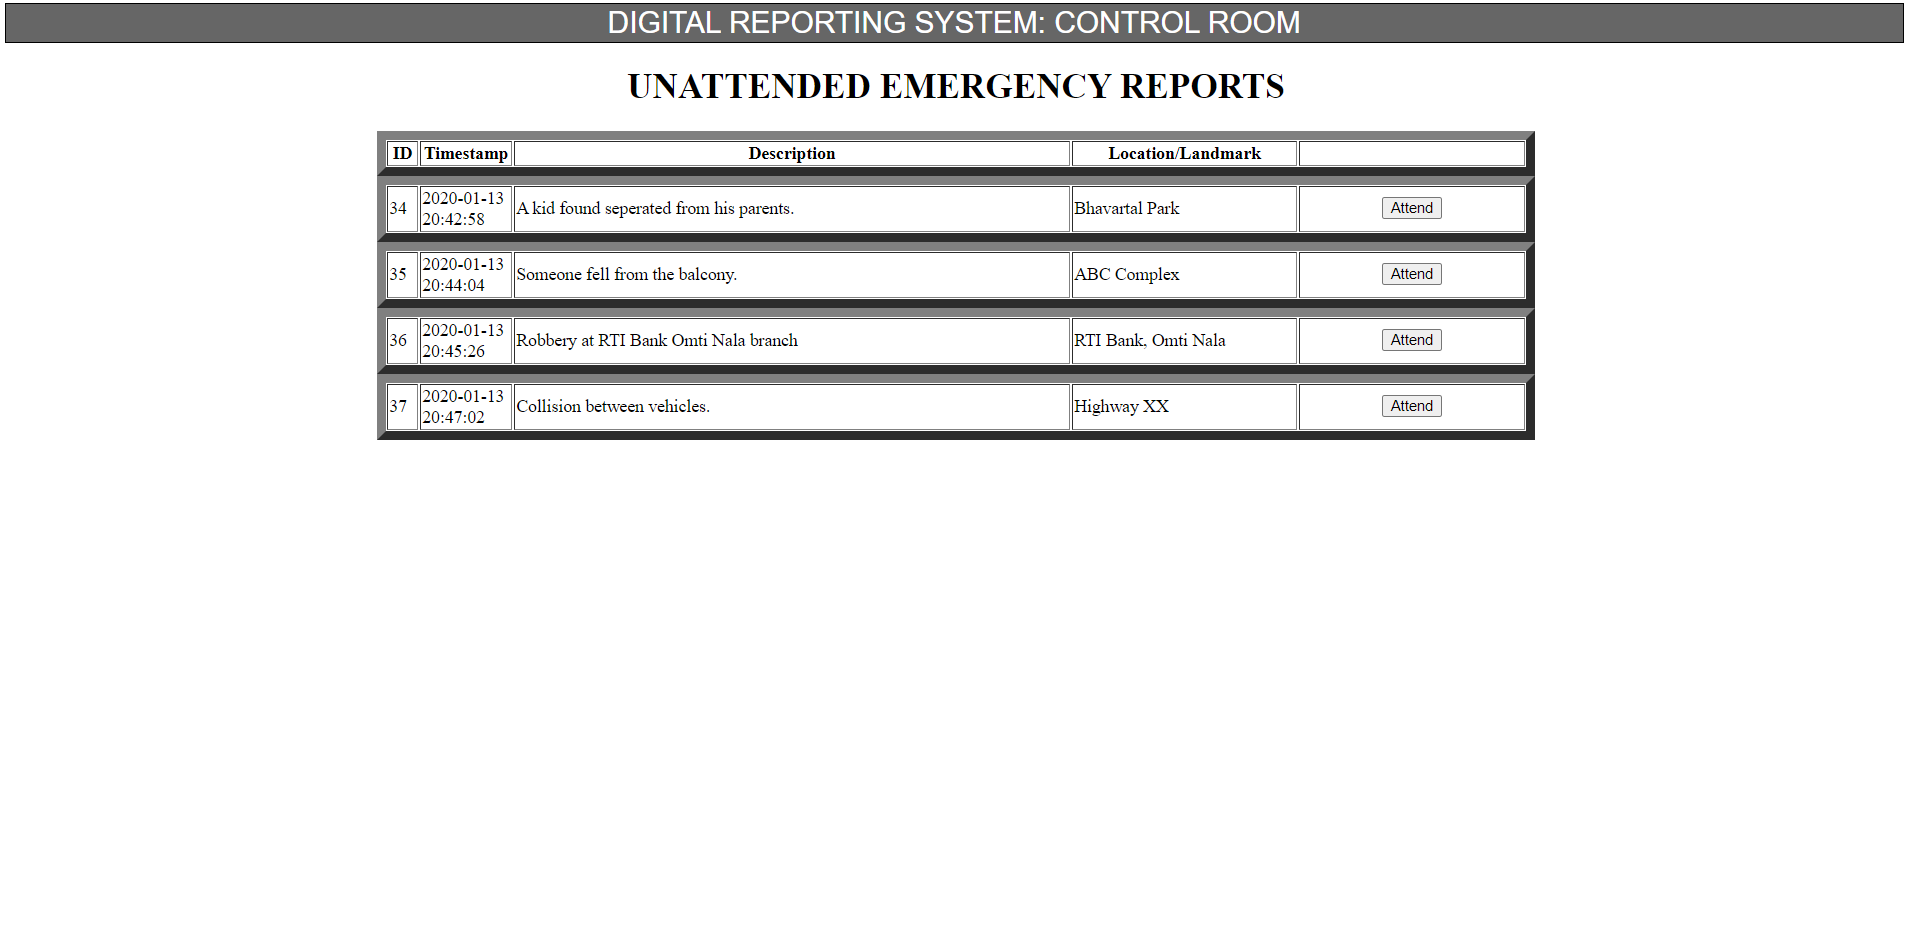 DIGITAL REPORTING SYSTEM: CONTROL ROOM
UNATTENDED EMERGENCY REPORTS
ID Timestamp Description Location/Landmark
34 2020-01-13 20:42:58 A kid found seperated from his parents. Bhavartal Park Attend
35 2020-01-13 20:44:04 Someone fell from the balcony. ABC Complex Attend
36 2020-01-13 20:45:26 Robbery at RTI Bank Omti Nala branch RTI Bank, Omti Nala Attend
37 2020-01-13 20:47:02 Collision between vehicles. Highway XX Attend